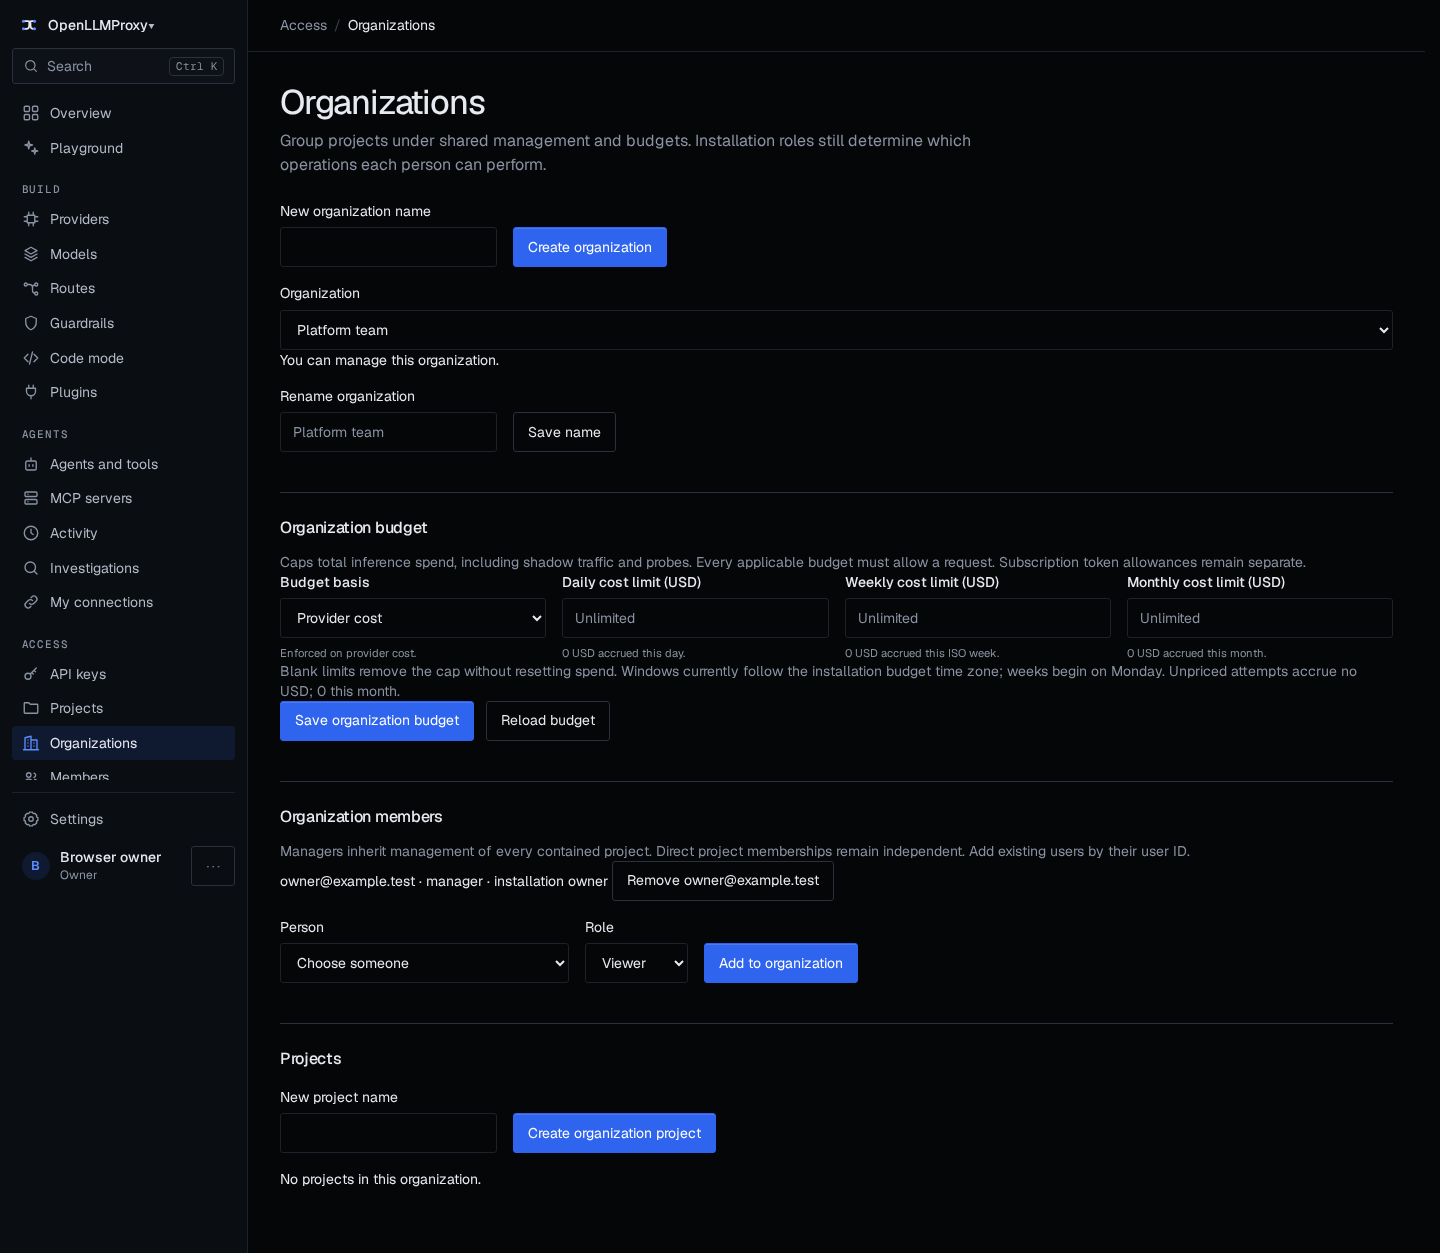 OpenLLMProxy▾
Search
Ctrl K
Overview
Playground
BUILD
Providers
Models
Routes
Guardrails
Code mode
Plugins
AGENTS
Agents and tools
MCP servers
Activity
Investigations
My connections
ACCESS
API keys
Projects
Organizations
Members
Settings
B
Browser owner
Owner
...
Access / Organizations
Organizations
Group projects under shared management and budgets. Installation roles still determine which
operations each person can perform.
New organization name
Create organization
Organization
Platform team
You can manage this organization.
Rename organization
Platform team
Save name
Organization budget
Caps total inference spend, including shadow traffic and probes. Every applicable budget must allow a request. Subscription token allowances remain separate.
Budget basis
Daily cost limit (USD)
Weekly cost limit (USD)
Monthly cost limit (USD)
Provider cost
Unlimited
Unlimited
Unlimited
Enforced on provider cost.
0 USD accrued this day.
0 USD accrued this ISO week.
0 USD accrued this month.
Blank limits remove the cap without resetting spend. Windows currently follow the installation budget time zone; weeks begin on Monday. Unpriced attempts accrue no
USD; 0 this month.
Save organization budget
Reload budget
Organization members
Managers inherit management of every contained project. Direct project memberships remain independent. Add existing users by their user ID.
owner@example.test · manager · installation owner
Remove owner@example.test
Person
Role
Choose someone
Viewer
Add to organization
Projects
New project name
Create organization project
No projects in this organization.